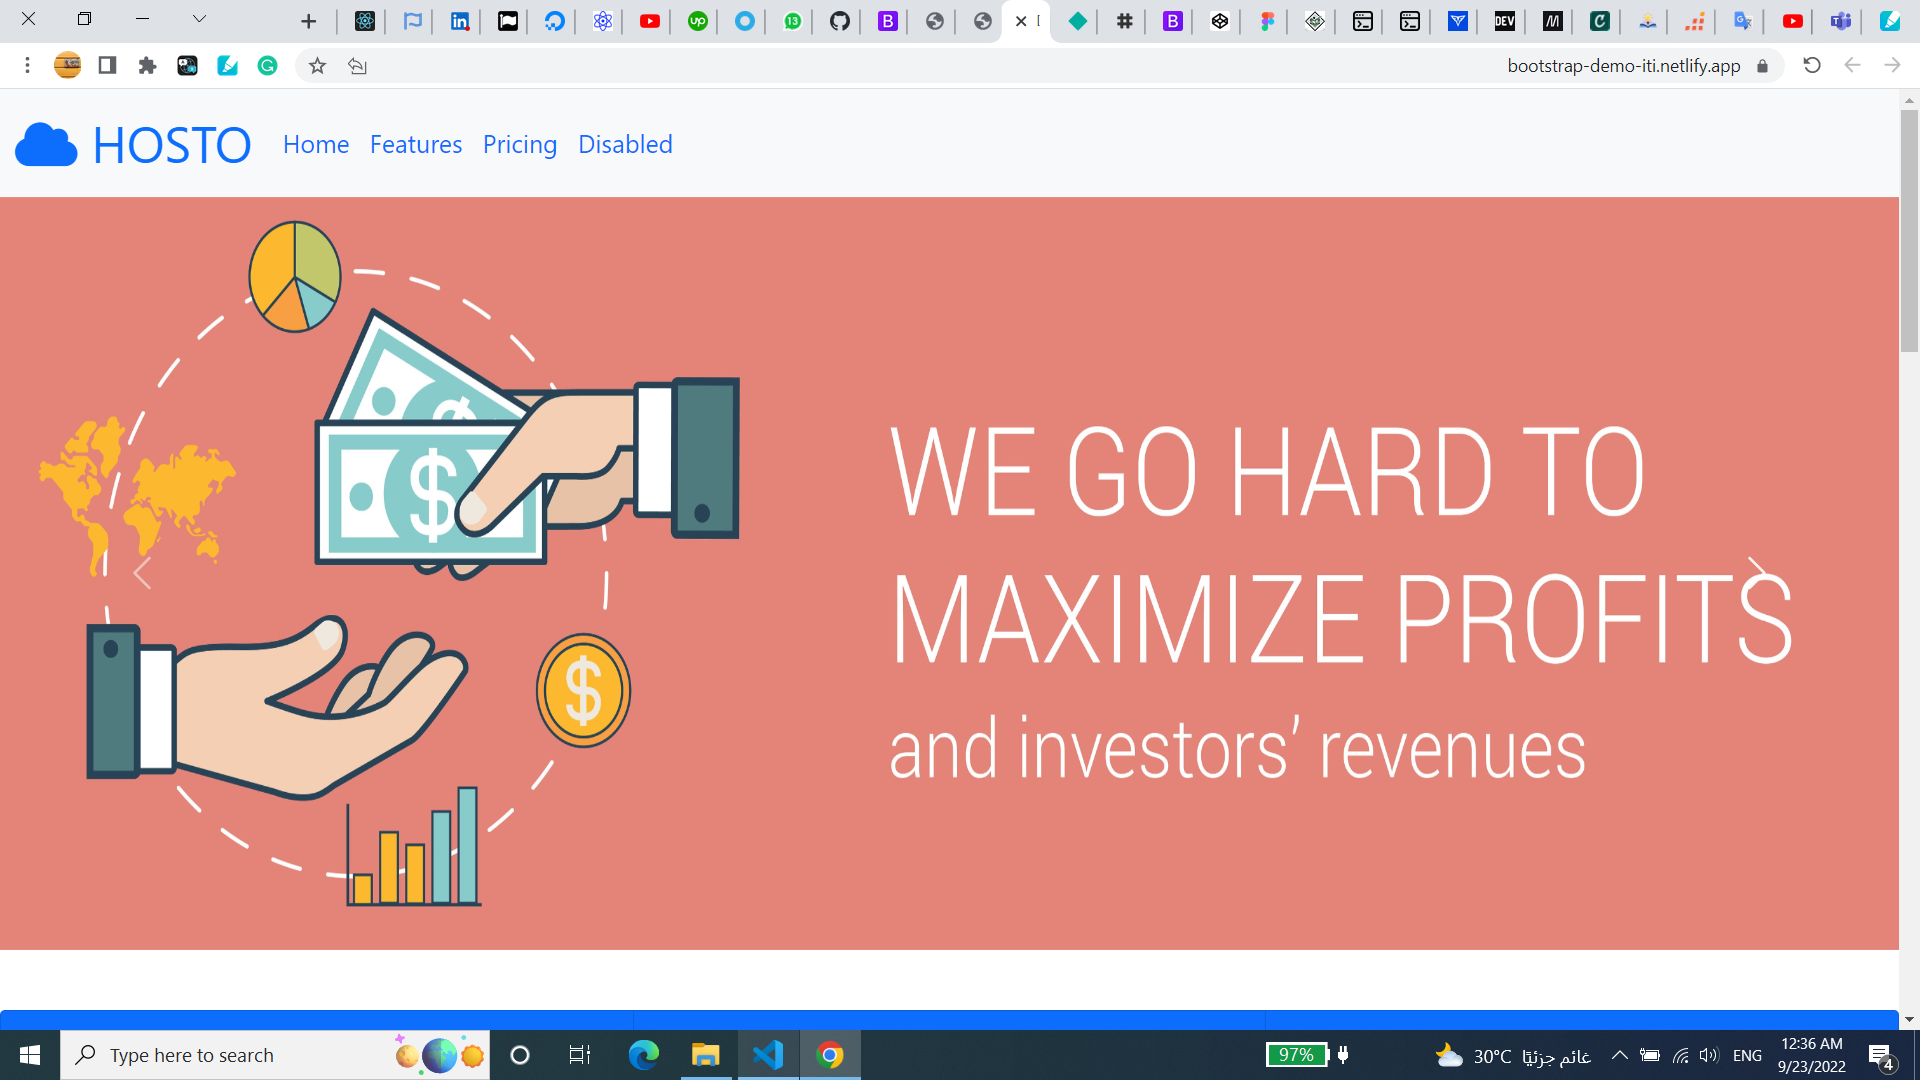 bootstrap-demo-iti.netlify.app
HOSTO
Home Features Pricing Disabled
WE GO HARD TO
MAXIMIZE PROFITS
and investors’ revenues
Type here to search
97%
30°C غائم جزئيًا
ENG
12:36 AM
9/23/2022
4